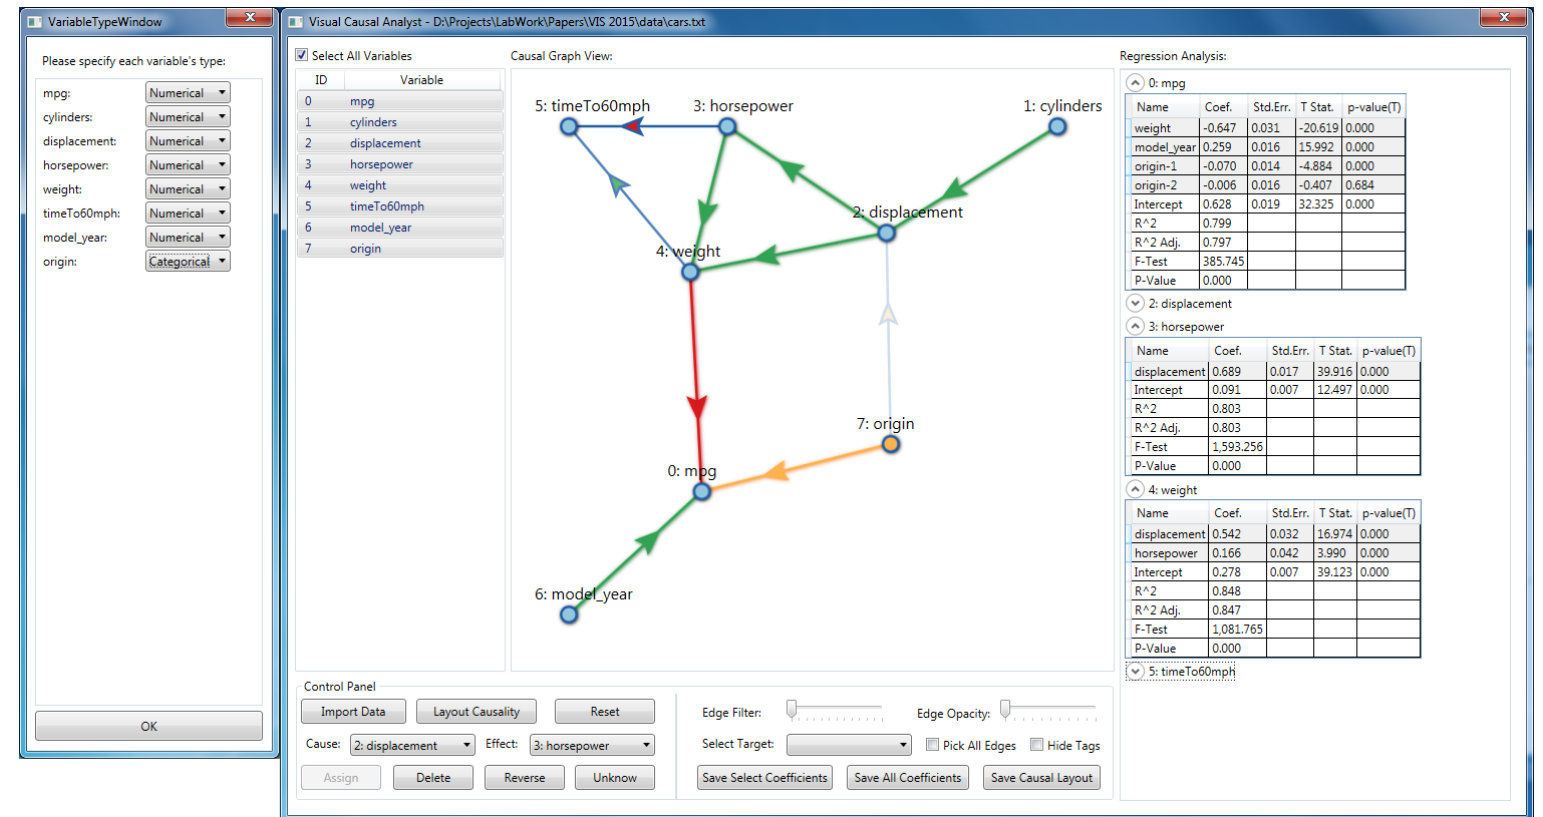 VariableTypeWindow
Please specify each variable's type:
mpg: Numerical
cylinders: Numerical
displacement: Numerical
horsepower: Numerical
weight: Numerical
timeTo60mph: Numerical
model_year: Numerical
origin: Categorical
OK
Visual Causal Analyst - D:\Projects\LabWork\Papers\VIS 2015\data\cars.txt
Select All Variables
ID Variable
0 mpg
1 cylinders
2 displacement
3 horsepower
4 weight
5 timeTo60mph
6 model_year
7 origin
Causal Graph View:
5: timeTo60mph
3: horsepower
1: cylinders
2: displacement
4: weight
7: origin
0: mpg
6: model_year
Control Panel
Import Data Layout Causality Reset
Cause: 2: displacement Effect: 3: horsepower
Assign Delete Reverse Unknow
Edge Filter: Edge Opacity:
Select Target: Pick All Edges Hide Tags
Save Select Coefficients Save All Coefficients Save Causal Layout
Regression Analysis:
0: mpg
Name Coef. Std.Err. T Stat. p-value(T)
weight -0.647 0.031 -20.619 0.000
model_year 0.259 0.016 15.992 0.000
origin-1 -0.070 0.014 -4.884 0.000
origin-2 -0.006 0.016 -0.407 0.684
Intercept 0.628 0.019 32.325 0.000
R^2 0.799
R^2 Adj. 0.797
F-Test 385.745
P-Value 0.000
2: displacement
3: horsepower
Name Coef. Std.Err. T Stat. p-value(T)
displacement 0.689 0.017 39.916 0.000
Intercept 0.091 0.007 12.497 0.000
R^2 0.803
R^2 Adj. 0.803
F-Test 1,593.256
P-Value 0.000
4: weight
Name Coef. Std.Err. T Stat. p-value(T)
displacement 0.542 0.032 16.974 0.000
horsepower 0.166 0.042 3.990 0.000
Intercept 0.278 0.007 39.123 0.000
R^2 0.848
R^2 Adj. 0.847
F-Test 1,081.765
P-Value 0.000
5: timeTo60mph